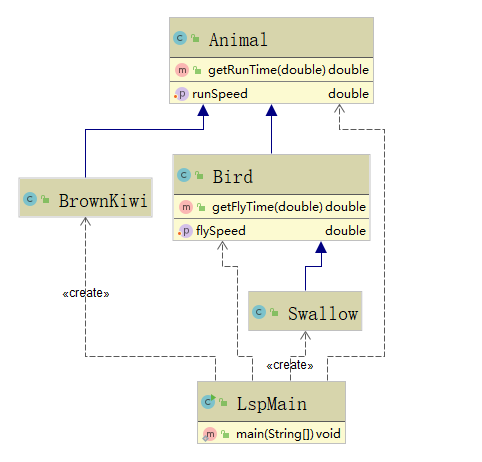 Animal
getRunTime(double) double
runSpeed double
BrownKiwi
Bird
getFlyTime(double) double
flySpeed double
«create»
Swallow
«create»
LspMain
main(String[]) void